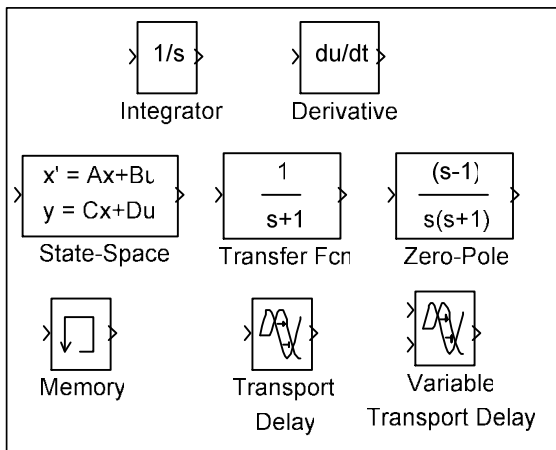 1/s
Integrator
du/dt
Derivative
x' = Ax+Bu
y = Cx+Du
State-Space
1
s+1
Transfer Fcn
(s-1)
s(s+1)
Zero-Pole
Memory
Transport
Delay
Variable
Transport Delay